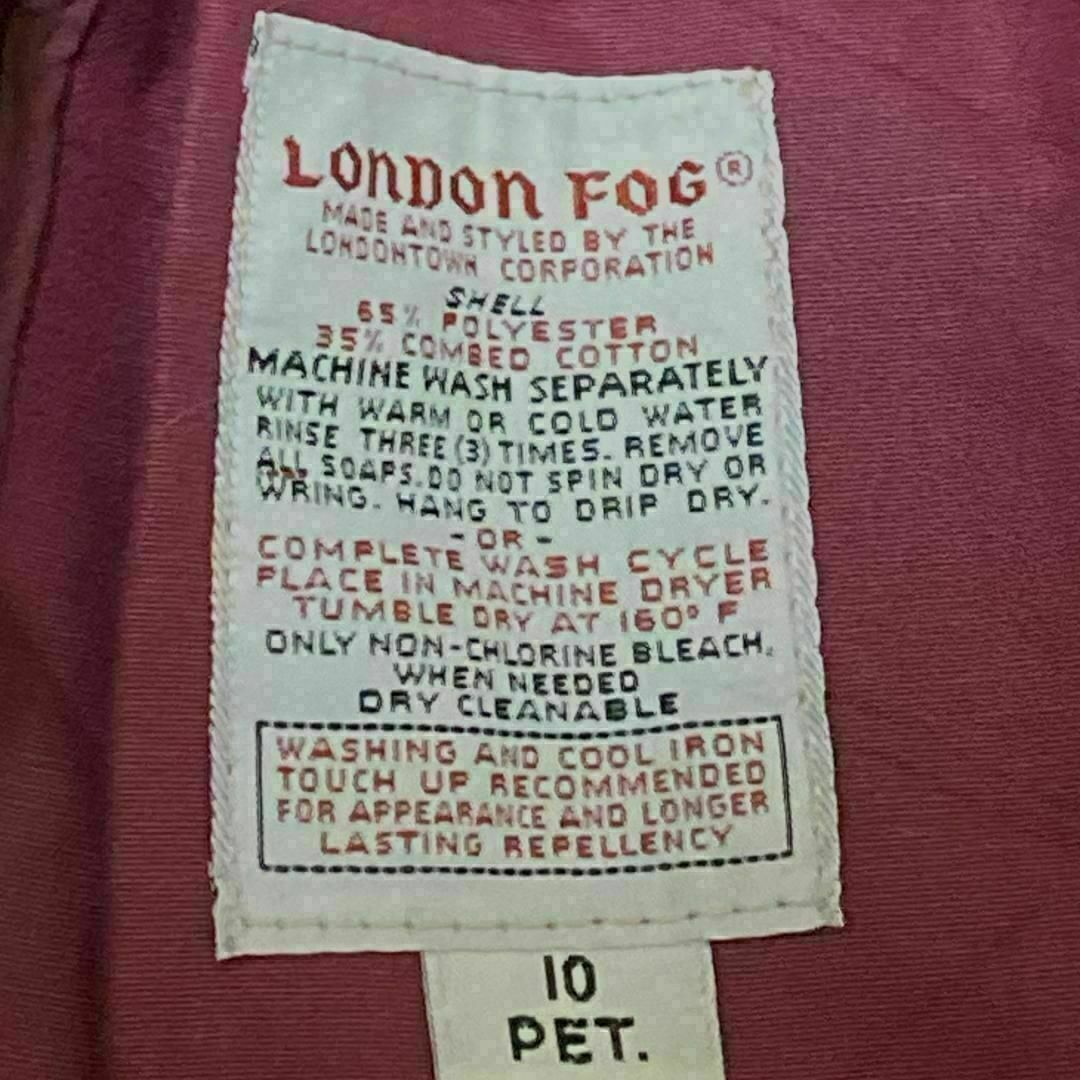 LONDON FOG®
MADE AND STYLED BY THE
LONDONTOWN CORPORATION
SHELL
65% POLYESTER
35% COMBED COTTON
MACHINE WASH SEPARATELY
WITH WARM OR COLD WATER
RINSE THREE (3) TIMES. REMOVE
ALL SOAPS. DO NOT SPIN DRY OR
WRING. HANG TO DRIP DRY.
- OR -
COMPLETE WASH CYCLE
PLACE IN MACHINE DRYER
TUMBLE DRY AT 160° F
ONLY NON-CHLORINE BLEACH.
WHEN NEEDED
DRY CLEANABLE
WASHING AND COOL IRON
TOUCH UP RECOMMENDED
FOR APPEARANCE AND LONGER
LASTING REPELLENCY
10
PET.